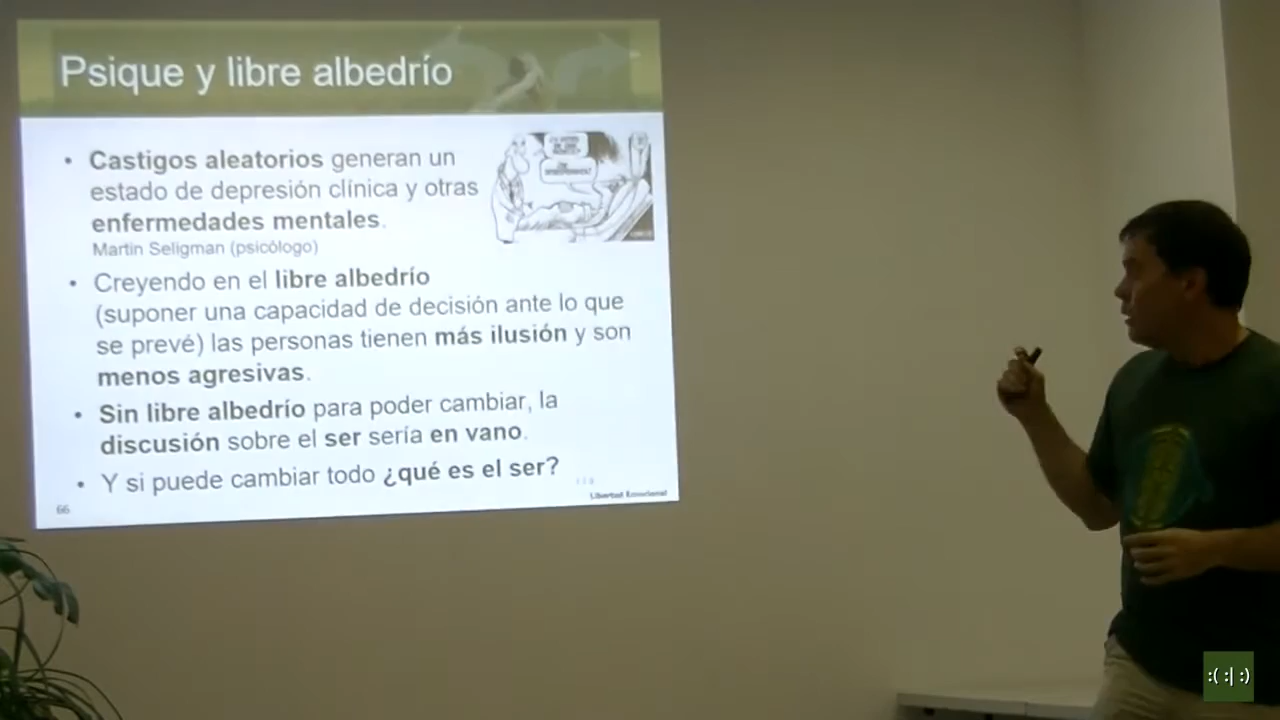 Psique y libre albedrío
• Castigos aleatorios generan un
estado de depresión clínica y otras
enfermedades mentales.
Martin Seligman (psicólogo)
• Creyendo en el libre albedrío
(suponer una capacidad de decisión ante lo que
se prevé) las personas tienen más ilusión y son
menos agresivas.
• Sin libre albedrío para poder cambiar, la
discusión sobre el ser sería en vano.
• Y si puede cambiar todo ¿qué es el ser?
66
Libertad Emocional
:( :| :)